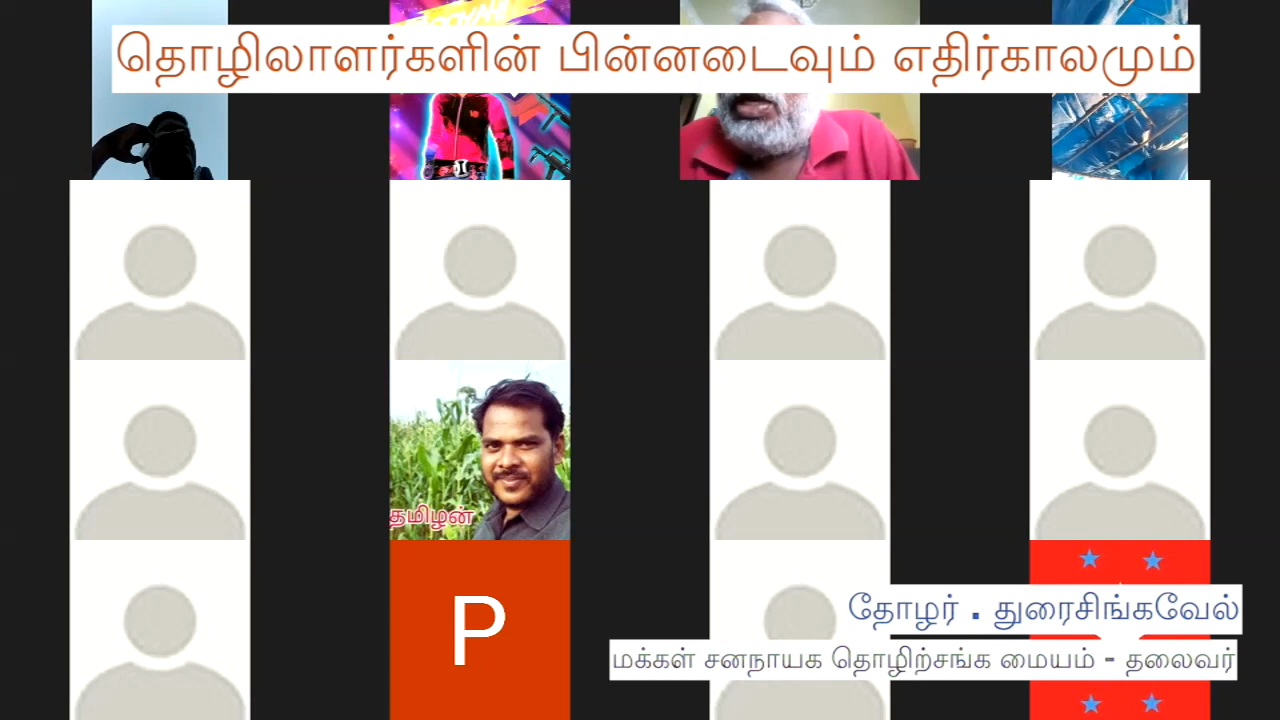 தொழிலாளர்களின் பின்னடைவும் எதிர்காலமும்
தமிழன்
P
தோழர் . துரைசிங்கவேல்
மக்கள் சனநாயக தொழிற்சங்க மையம் - தலைவர்